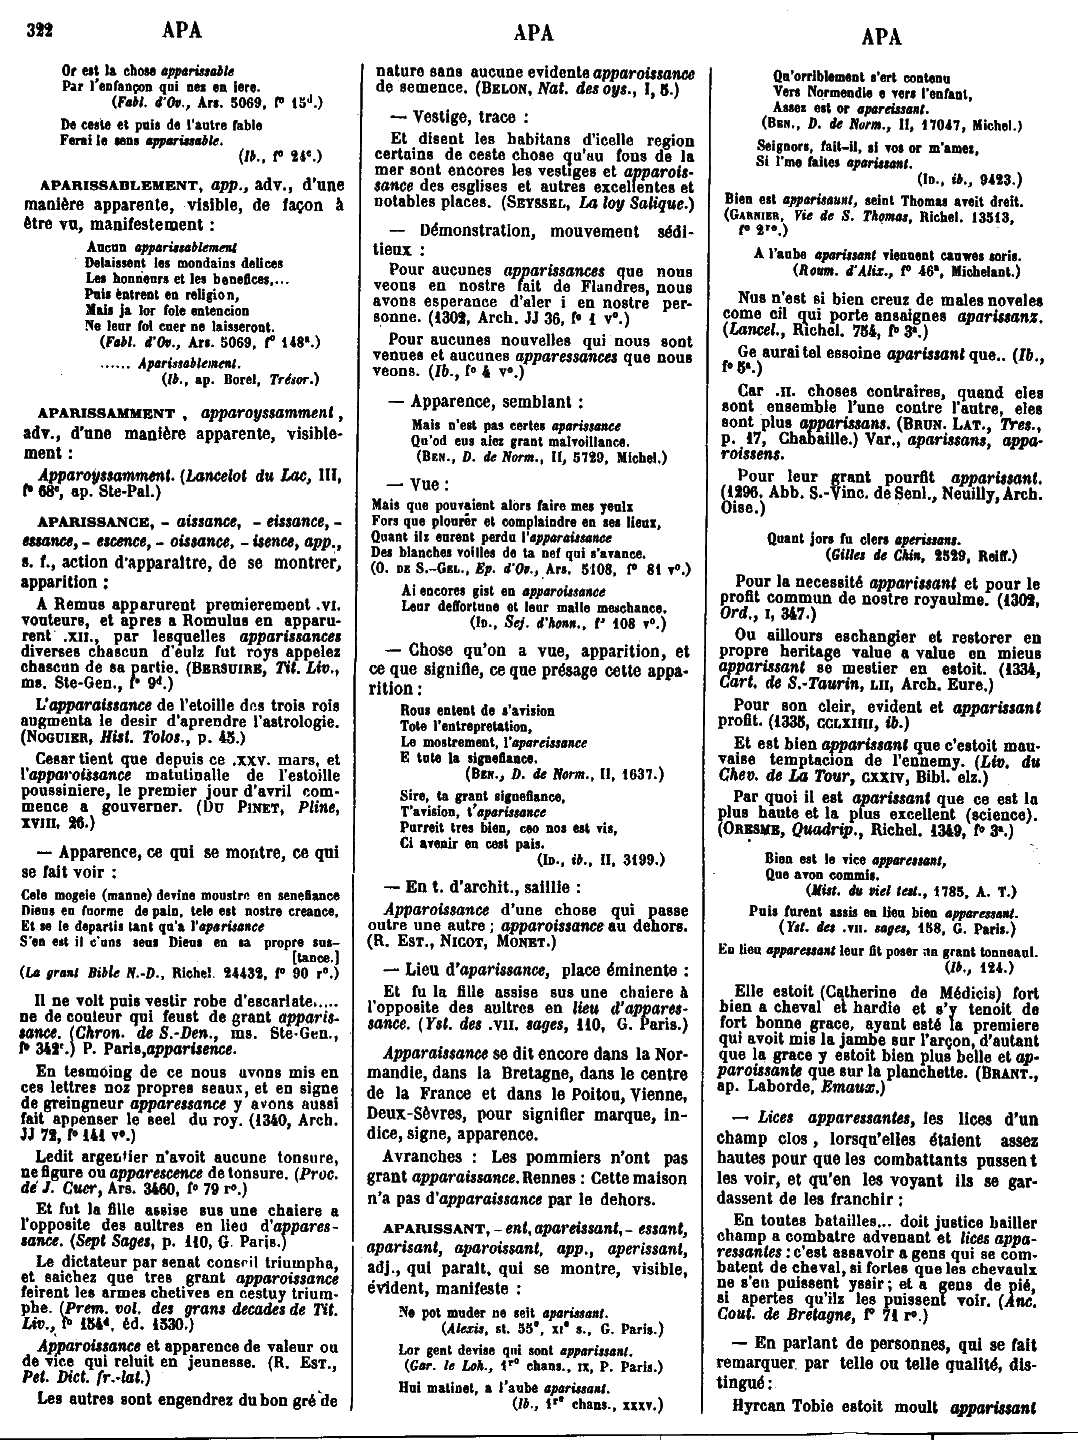 322 APA
Or est la chose apparissable
Par l'enfançon qui nez en iere.
(Fabl. d'Ov., Ars. 5069, f° 15d.)
De ceste et puis de l'autre fable
Ferai le sens apparissable.
(Ib., f° 24c.)
APARISSABLEMENT, app., adv., d'une
manière apparente, visible, de façon à
être vu, manifestement :
Aucun apparissablement
Delaissent les mondains delices
Les honneurs et les benefices,...
Puis entrent en religion,
Mais ja lor fole entencion
Ne leur fol cuer ne laisseront.
(Fabl. d'Ov., Ars. 5069, f° 148a.)
...... Aparissablement.
(Ib., ap. Borel, Trésor.)
APARISSAMMENT , apparoyssamment,
adv., d'une manière apparente, visible-
ment :
Apparoyssamment. (Lancelot du Lac, III,
f° 68c, ap. Ste-Pal.)
APARISSANCE, - aissance, - eissance, -
essance, - escence, - oissance, - isence, app.,
s. f., action d'apparaître, de se montrer,
apparition :
A Remus apparurent premierement .VI.
vouteurs, et apres a Romulus en apparu-
rent .XII., par lesquelles apparissances
diverses chascun d'eulz fut roys appelez
chascun de sa partie. (BERSUIRE, Tit. Liv.,
ms. Ste-Gen., f° 9d.)
L'apparaissance de l'etoille des trois rois
augmenta le desir d'aprendre l'astrologie.
(NOGUIER, Hist. Tolos., p. 45.)
Cesar tient que depuis ce .XXV. mars, et
l'apparoissance matutinalle de l'estoille
poussiniere, le premier jour d'avril com-
mence a gouverner. (DU PINET, Pline,
XVIII, 26.)
— Apparence, ce qui se montre, ce qui
se fait voir :
Cele mogeie (manne) devine moustre en senefiance
Dieus en fuorme de pain, tele est nostre creance,
Et se le departis tant qu'a l'aparisance
S'en est il c'uns seus Dieus en sa propre sus-
[tance.]
(La grant Bible N.-D., Richel. 24432, f° 90 r°.)
Il ne volt puis vestir robe d'escarlate.....
ne de couleur qui feust de grant apparis-
sance. (Chron. de S.-Den., ms. Ste-Gen.,
f° 342c.) P. Paris, apparisence.
En tesmoing de ce nous avons mis en
ces lettres noz propres seaux, et en signe
de greingneur apparessance y avons aussi
fait appenser le seel du roy. (1340, Arch.
JJ 72, f° 141 v°.)
Ledit argentier n'avoit aucune tonsure,
ne figure ou apparescence de tonsure. (Proc.
de J. Cuer, Ars. 3460, f° 79 r°.)
Et fut la fille assise sus une chaiere a
l'opposite des aultres en lieu d'appares-
sance. (Sept Sages, p. 110, G. Paris.)
Le dictateur par senat conseil triumpha,
et saichez que tres grant apparoissance
feirent les armes chetives en cestuy trium-
phe. (Prem. vol. des grans decades de Tit.
Liv., f° 154d, éd. 1530.)
Apparoissance et apparence de valeur ou
de vice qui reluit en jeunesse. (R. EST.,
Pet. Dict. fr.-lat.)
Les autres sont engendrez du bon gré de
APA
nature sans aucune evidente apparoissance
de semence. (BELON, Nat. des oys., I, 5.)
— Vestige, trace :
Et disent les habitans d'icelle region
certains de ceste chose qu'au fons de la
mer sont encores les vestiges et apparois-
sance des esglises et autres excellentes et
notables places. (SEYSSEL, La loy Salique.)
— Démonstration, mouvement sédi-
tieux :
Pour aucunes apparissances que nous
veons en nostre fait de Flandres, nous
avons esperance d'aler i en nostre per-
sonne. (1302, Arch. JJ 36, f° 1 v°.)
Pour aucunes nouvelles qui nous sont
venues et aucunes apparessances que nous
veons. (Ib., f° 4 v°.)
— Apparence, semblant :
Mais n'est pas certes aparisance
Qu'od eus aiez grant malvoillance.
(BEN., D. de Norm., II, 5729, Michel.)
— Vue :
Mais que pouvaient alors faire mes yeulx
Fors que plourer et complaindre en ses lieux,
Quant ilz eurent perdu l'apparaissance
Des blanches voilles de ta nef qui s'avance.
(O. DE S.-GEL., Ep. d'Ov., Ars. 5108, f° 81 v°.)
Ai encores gist en apparoissance
Leur deffortune et leur malle meschance.
(ID., Sej. d'honn., f° 108 v°.)
— Chose qu'on a vue, apparition, et
ce que signifie, ce que présage cette appa-
rition :
Rous entent de s'avision
Tote l'entrepretation,
Le mostrement, l'apareissance
E tute la signefiance.
(BEN., D. de Norm., II, 1637.)
Sire, ta grant signefiance,
T'avision, t'aparissance
Purreit tres bien, ceo nos est vis,
Ci avenir en cest pais.
(ID., ib., II, 3199.)
— En t. d'archit., saillie :
Apparoissance d'une chose qui passe
outre une autre ; apparoissance au dehors.
(R. EST., NICOT, MONET.)
— Lieu d'aparissance, place éminente :
Et fu la fille assise sus une chaiere à
l'opposite des aultres en lieu d'appares-
sance. (Yst. des .VII. sages, 110, G. Paris.)
Apparaissance se dit encore dans la Nor-
mandie, dans la Bretagne, dans le centre
de la France et dans le Poitou, Vienne,
Deux-Sèvres, pour signifier marque, in-
dice, signe, apparence.
Avranches : Les pommiers n'ont pas
grant apparaissance. Rennes : Cette maison
n'a pas d'apparaissance par le dehors.
APARISSANT, - ent, apareissant, - essant,
aparisant, aparoissant, app., aperissant,
adj., qui paraît, qui se montre, visible,
évident, manifeste :
Ne pot muder ne seit aparissant.
(Alexis, st. 55e, XIe s., G. Paris.)
Lor gent devise qui sont apparissant.
(Gar. le Loh., 1re chans., IX, P. Paris.)
Hui matinet, a l'aube aparissant.
(Ib., 1re chans., XXXV.)
APA
Qu'orriblement s'ert contenu
Vers Normendie e vers l'enfant,
Assez est or apareissant.
(BEN., D. de Norm., II, 17047, Michel.)
Seignors, fait-il, si vos or m'amez,
Si l'me faites aparissant.
(ID., ib., 9423.)
Bien est apparisaunt, seint Thomas aveit dreit.
(GARNIER, Vie de S. Thomas, Richel. 13513,
f° 2ro.)
A l'aube aparissant viennent cauwes soris.
(Roum. d'Alix., f° 46a, Michelant.)
Nus n'est si bien creuz de males noveles
come cil qui porte ansaignes aparissanz.
(Lancel., Richel. 754, f° 3a.)
Ge aurai tel essoine aparissant que.. (Ib.,
f° 5a.)
Car .II. choses contraires, quand eles
sont ensemble l'une contre l'autre, eles
sont plus apparissans. (BRUN. LAT., Tres.,
p. 17, Chabaille.) Var., aparissans, appa-
roissens.
Pour leur grant pourfit apparissant.
(1296, Abb. S.-Vinc. de Senl., Neuilly, Arch.
Oise.)
Quant jors fu clers aperissans.
(Gilles de Chin, 2529, Reiff.)
Pour la necessité apparissant et pour le
profit commun de nostre royaulme. (1302,
Ord., I, 347.)
Ou aillours eschangier et restorer en
propre heritage value a value en mieus
apparissant se mestier en estoit. (1334,
Cart. de S.-Taurin, LII, Arch. Eure.)
Pour son cleir, evident et apparissant
profit. (1335, CCLXIIII, ib.)
Et est bien apparissant que c'estoit mau-
vaise temptacion de l'ennemy. (Liv. du
Chev. de La Tour, CXXIV, Bibl. elz.)
Par quoi il est aparissant que ce est la
plus haute et la plus excellent (science).
(ORESME, Quadrip., Richel. 1349, f° 3a.)
Bien est le vice apparessant,
Que avon commis.
(Mist. du viel test., 1785, A. T.)
Puis furent assis en lieu bien apparessant.
(Yst. des .VII. sages, 158, G. Paris.)
En lieu apparessant leur fit poser un grant tonneaul.
(Ib., 124.)
Elle estoit (Catherine de Médicis) fort
bien a cheval et hardie et s'y tenoit de
fort bonne grace, ayant esté la premiere
qui avoit mis la jambe sur l'arçon, d'autant
que la grace y estoit bien plus belle et ap-
paroissante que sur la planchette. (BRANT.,
ap. Laborde, Emaux.)
— Lices apparessantes, les lices d'un
champ clos , lorsqu'elles étaient assez
hautes pour que les combattants pussent
les voir, et qu'en les voyant ils se gar-
dassent de les franchir :
En toutes batailles,.. doit justice bailler
champ a combatre advenant et lices appa-
ressantes : c'est assavoir a gens qui se com-
batent de cheval, si fortes que les chevaulx
ne s'en puissent yssir ; et a gens de pié,
si apertes qu'ilz les puissent voir. (Anc.
Cout. de Bretagne, f° 71 r°.)
— En parlant de personnes, qui se fait
remarquer par telle ou telle qualité, dis-
tingué :
Hyrcan Tobie estoit moult apparissant